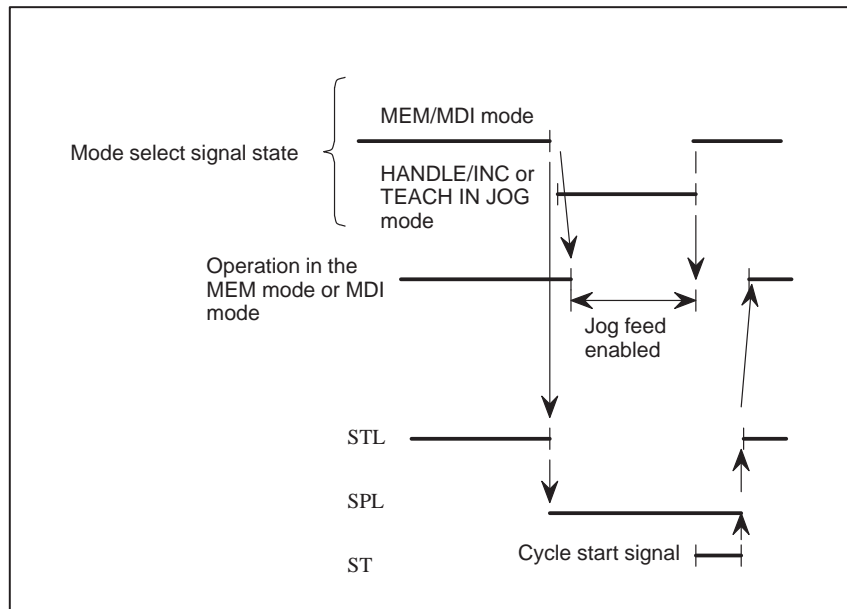 MEM/MDI mode
Mode select signal state
HANDLE/INC or
TEACH IN JOG
mode
Operation in the
MEM mode or MDI
mode
Jog feed
enabled
STL
SPL
Cycle start signal
ST